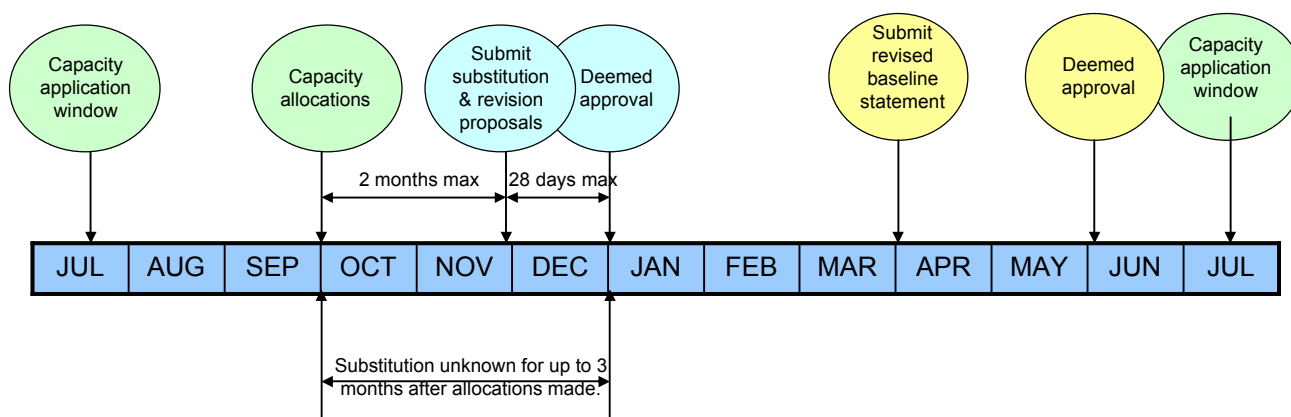 Capacity
application
window
Capacity
allocations
Submit
substitution
& revision
proposals
Deemed
approval
Submit
revised
baseline
statement
Deemed
approval
Capacity
application
window
2 months max
28 days max
JUL AUG SEP OCT NOV DEC JAN FEB MAR APR MAY JUN JUL
Substitution unknown for up to 3
months after allocations made.